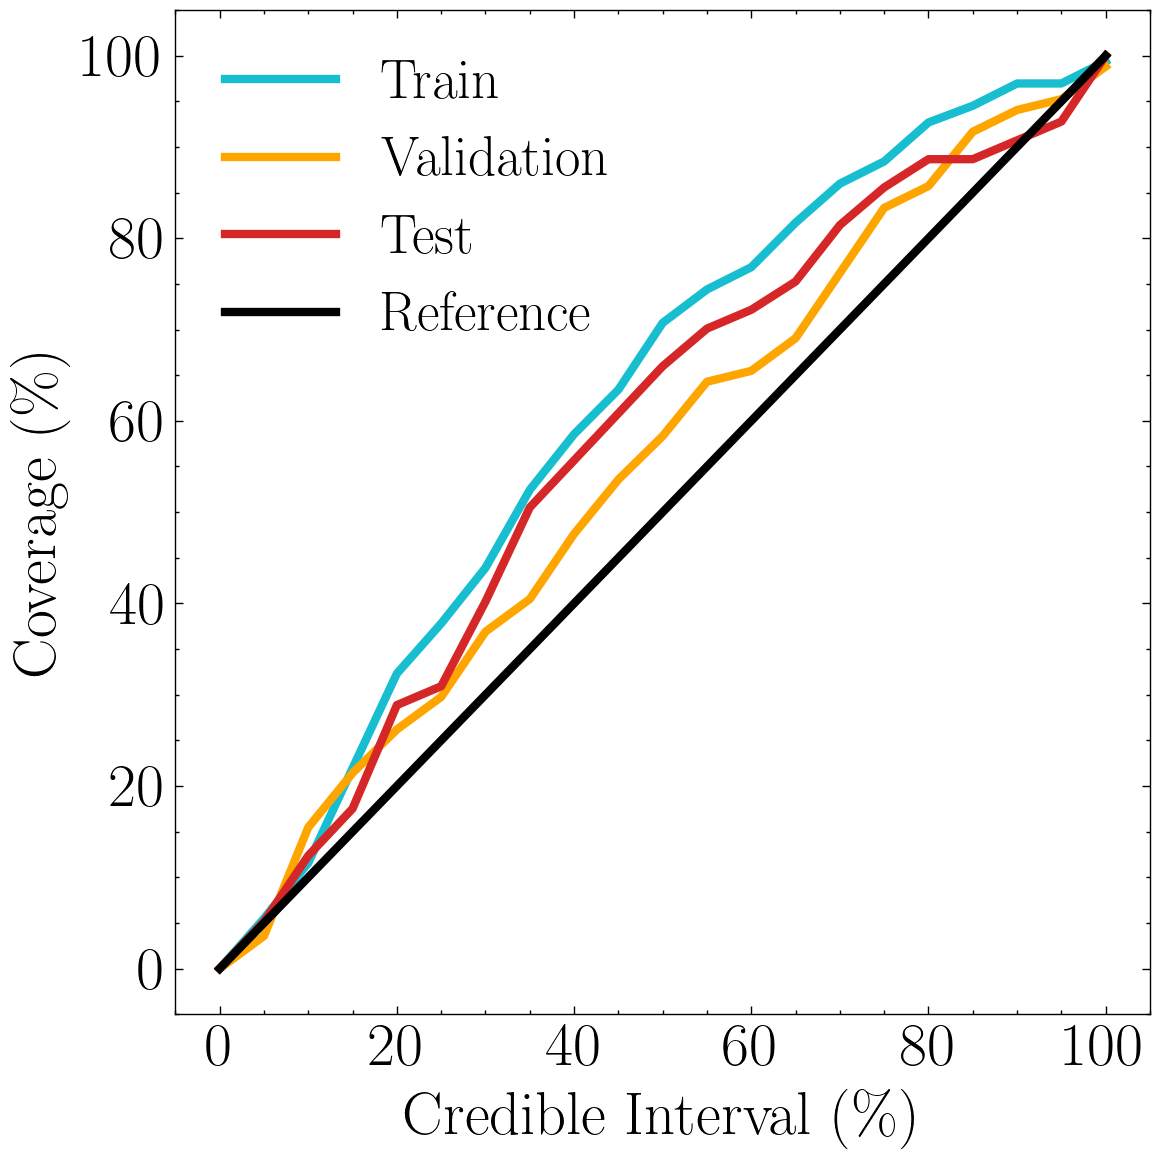 100
80
60
40
20
0
Train
Validation
Test
Reference
Coverage (%)
0 20 40 60 80 100
Credible Interval (%)